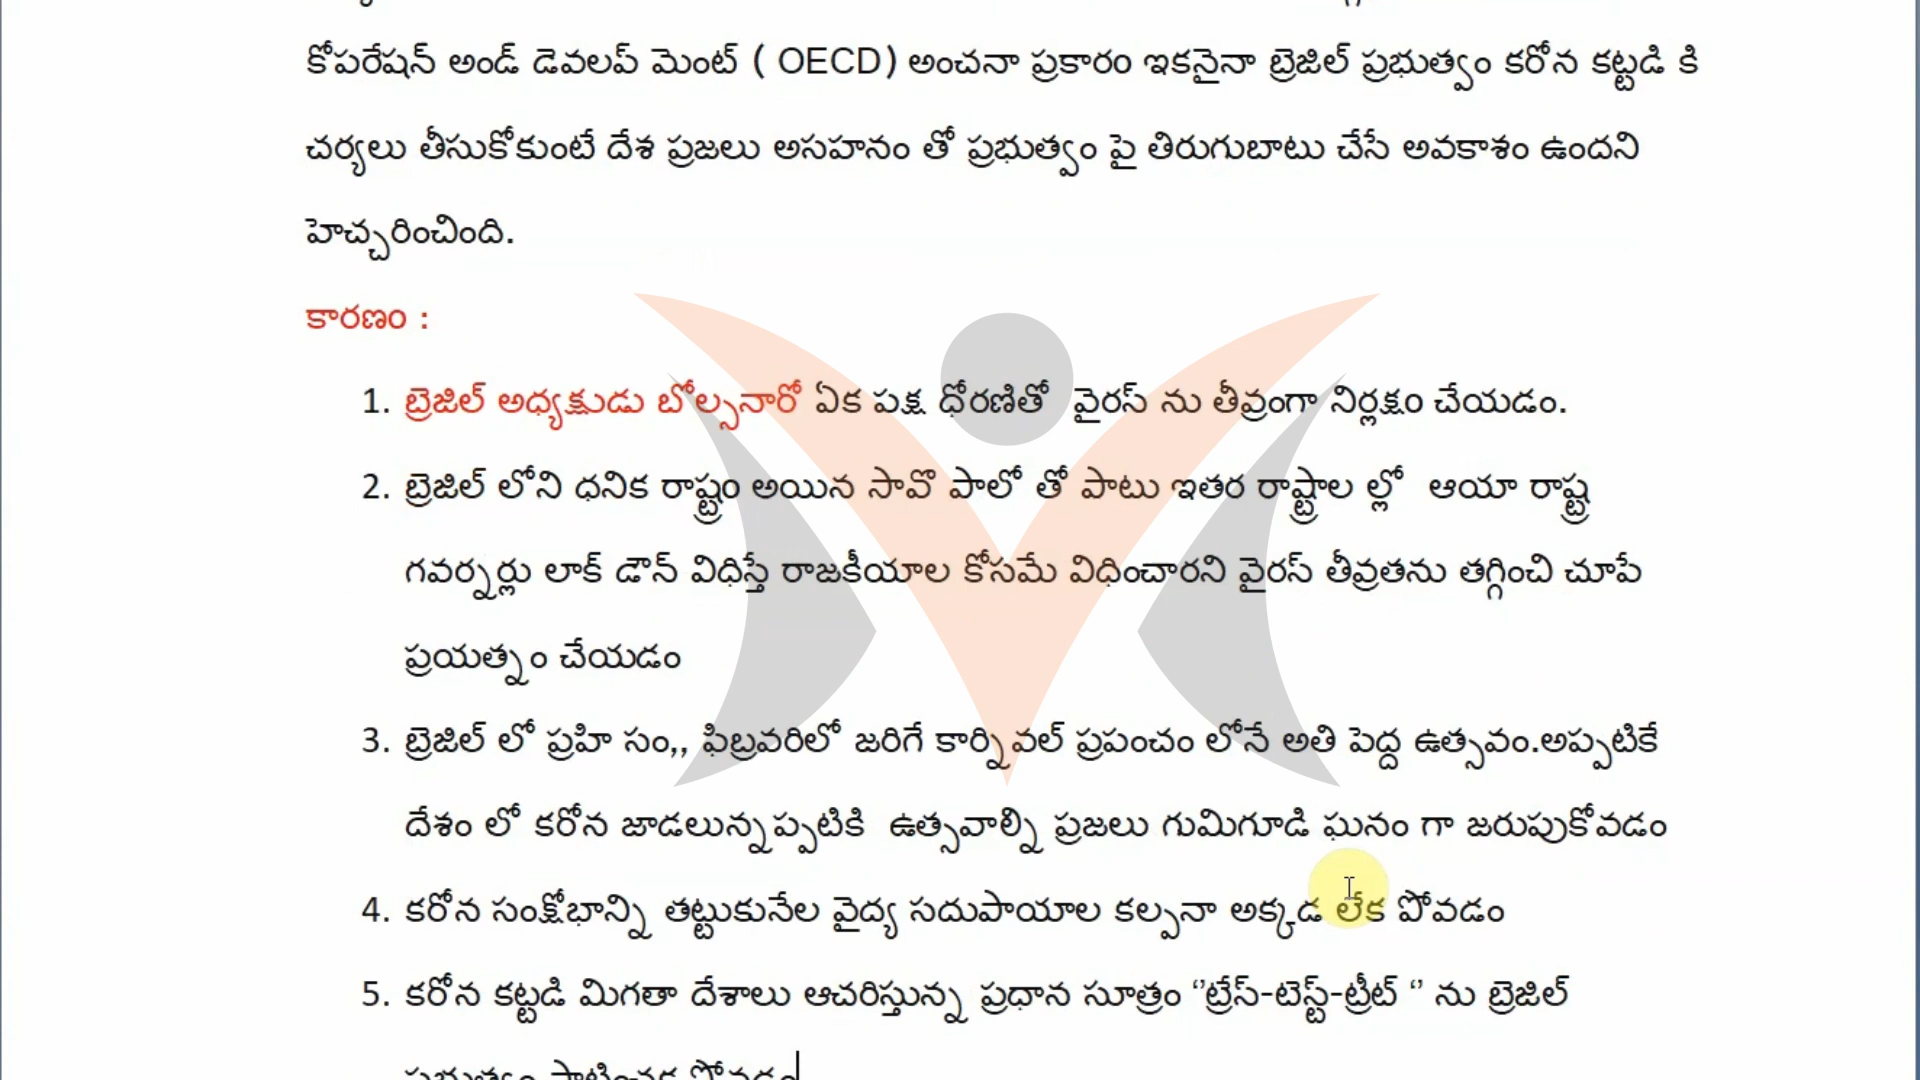 కోపరేషన్ అండ్ డెవలప్ మెంట్ ( OECD) అంచనా ప్రకారం ఇకనైనా బ్రెజిల్ ప్రభుత్వం కరోన కట్టడి కి
చర్యలు తీసుకోకుంటే దేశ ప్రజలు అసహనం తో ప్రభుత్వం పై తిరుగుబాటు చేసే అవకాశం ఉందని
హెచ్చరించింది.
కారణం :
1. బ్రెజిల్ అధ్యక్షుడు బోల్సనారో ఏక పక్ష ధోరణితో వైరస్ ను తీవ్రంగా నిర్లక్షం చేయడం.
2. బ్రెజిల్ లోని ధనిక రాష్ట్రం అయిన సావొ పాలో తో పాటు ఇతర రాష్ట్రాల ల్లో ఆయా రాష్ట్ర
గవర్నర్లు లాక్ డౌన్ విధిస్తే రాజకీయాల కోసమే విధించారని వైరస్ తీవ్రతను తగ్గించి చూపే
ప్రయత్నం చేయడం
3. బ్రెజిల్ లో ప్రహి సం,, ఫిబ్రవరిలో జరిగే కార్నివల్ ప్రపంచం లోనే అతి పెద్ద ఉత్సవం.అప్పటికే
దేశం లో కరోన జాడలున్నప్పటికి ఉత్సవాల్ని ప్రజలు గుమిగూడి ఘనం గా జరుపుకోవడం
4. కరోన సంక్షోభాన్ని తట్టుకునేల వైద్య సదుపాయాల కల్పనా అక్కడ లేక పోవడం
5. కరోన కట్టడి మిగతా దేశాలు ఆచరిస్తున్న ప్రధాన సూత్రం ‘’ట్రేస్-టెస్ట్-ట్రీట్ ‘’ ను బ్రెజిల్
ప్రభుత్వం పాటించక పోవడం